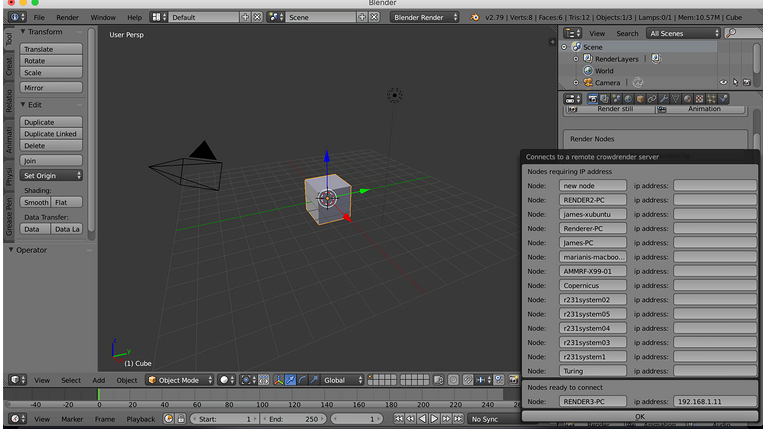 Blender
File Render Window Help Default Scene Blender Render v2.79 | Verts:8 | Faces:6 | Tris:12 | Objects:1/3 | Lamps:0/1 | Mem:10.57M | Cube
Transform
Translate
Rotate
Scale
Mirror
Edit
Duplicate
Duplicate Linked
Delete
Join
Set Origin
Shading:
Smooth Flat
Data Transfer:
Data Data La
Operator
Tool
Creat
Relatio
Animati
Physi
Grease Pen
User Persp
(1) Cube
View Search All Scenes
Scene
RenderLayers
World
Camera
Render still Animation
Render Nodes
Connects to a remote crowdrender server
Nodes requiring IP address
Node: new node ip address:
Node: RENDER2-PC ip address:
Node: james-xubuntu ip address:
Node: Renderer-PC ip address:
Node: James-PC ip address:
Node: marianis-macboo... ip address:
Node: AMMRF-X99-01 ip address:
Node: Copernicus ip address:
Node: r231system02 ip address:
Node: r231system05 ip address:
Node: r231system04 ip address:
Node: r231system03 ip address:
Node: r231system1 ip address:
Node: Turing ip address:
Nodes ready to connect
Node: RENDER3-PC ip address: 192.168.1.11
OK
View Select Add Object Object Mode Global
-40 -20 0 20 40 60 80 100 120 140 160 180 200 220 240
View Marker Frame Playback Start: 1 End: 250 1 No Sync